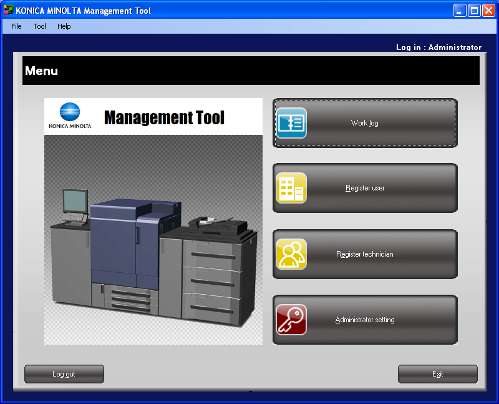 KONICA MINOLTA Management Tool
File Tool Help
Log in : Administrator
Menu
KONICA MINOLTA
Management Tool
Work log
Register user
Register technician
Administrator setting
Log out
Exit